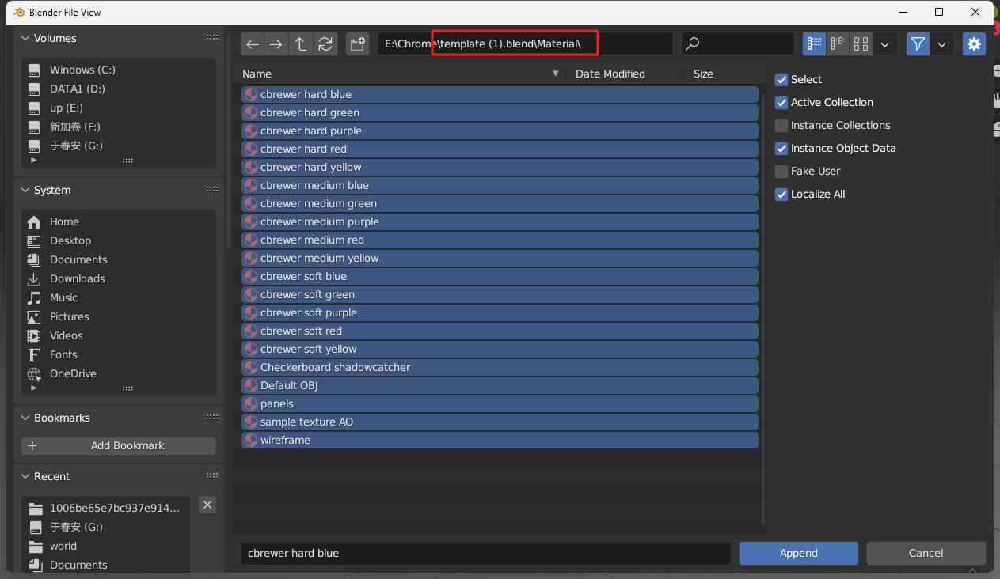 Blender File View
Volumes
Windows (C:)
DATA1 (D:)
up (E:)
新加卷 (F:)
于春安 (G:)
System
Home
Desktop
Documents
Downloads
Music
Pictures
Videos
Fonts
OneDrive
Bookmarks
Add Bookmark
Recent
1006be65e7bc937e914...
于春安 (G:)
world
Documents
E:\Chrome\template (1).blend\Material\
Name Date Modified Size
cbrewer hard blue
cbrewer hard green
cbrewer hard purple
cbrewer hard red
cbrewer hard yellow
cbrewer medium blue
cbrewer medium green
cbrewer medium purple
cbrewer medium red
cbrewer medium yellow
cbrewer soft blue
cbrewer soft green
cbrewer soft purple
cbrewer soft red
cbrewer soft yellow
Checkerboard shadowcatcher
Default OBJ
panels
sample texture AO
wireframe
Select
Active Collection
Instance Collections
Instance Object Data
Fake User
Localize All
cbrewer hard blue
Append
Cancel